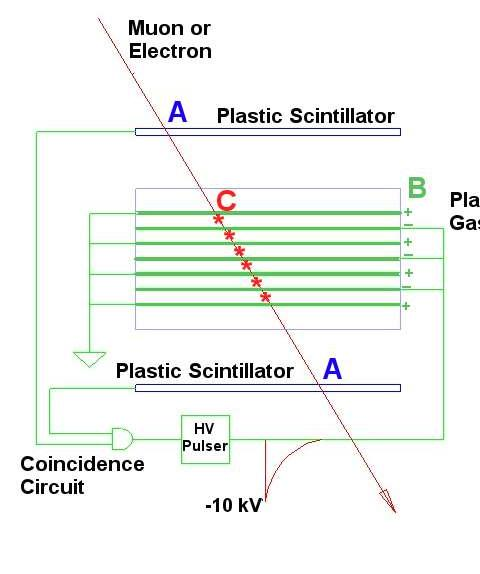 Muon or
Electron
A
Plastic Scintillator
B
C
+
−
+
−
+
−
+
Plastic Scintillator
A
HV
Pulser
Coincidence
Circuit
-10 kV